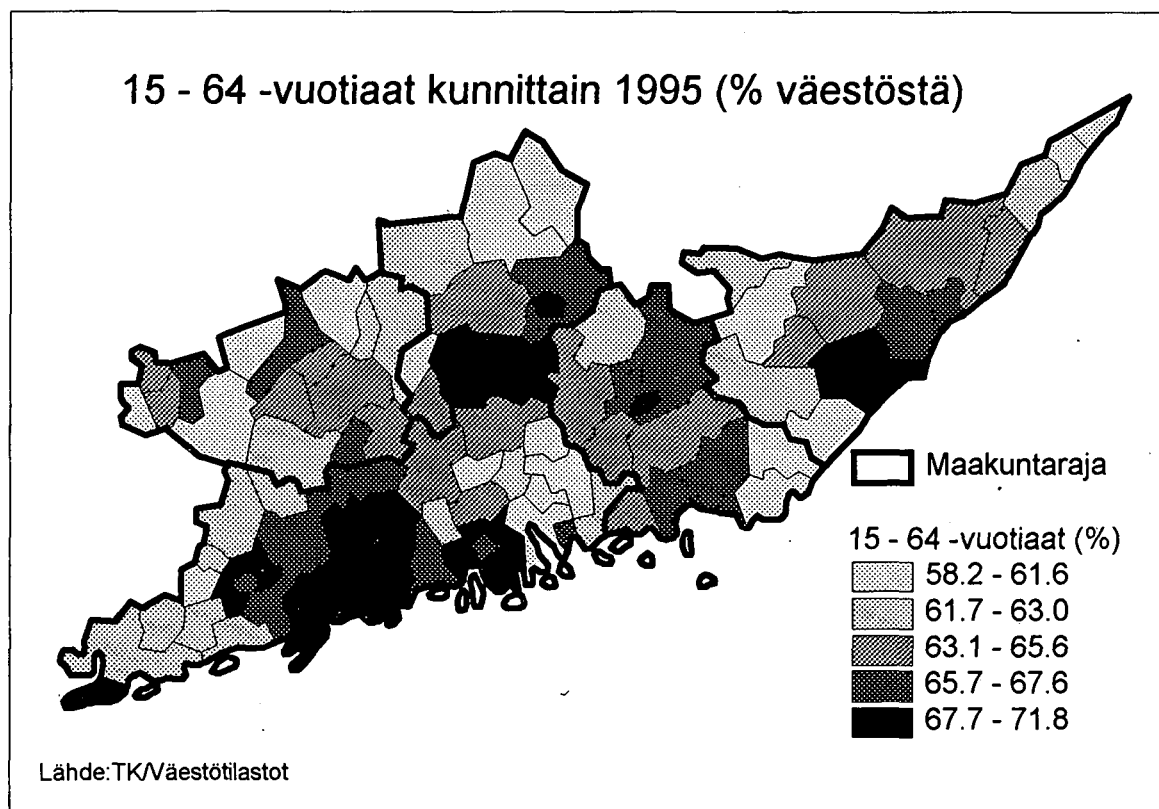 15 - 64 -vuotiaat kunnittain 1995 (% väestöstä)
Maakuntaraja
15 - 64 -vuotiaat (%)
58.2 - 61.6
61.7 - 63.0
63.1 - 65.6
65.7 - 67.6
67.7 - 71.8
Lähde:TK/Väestötilastot